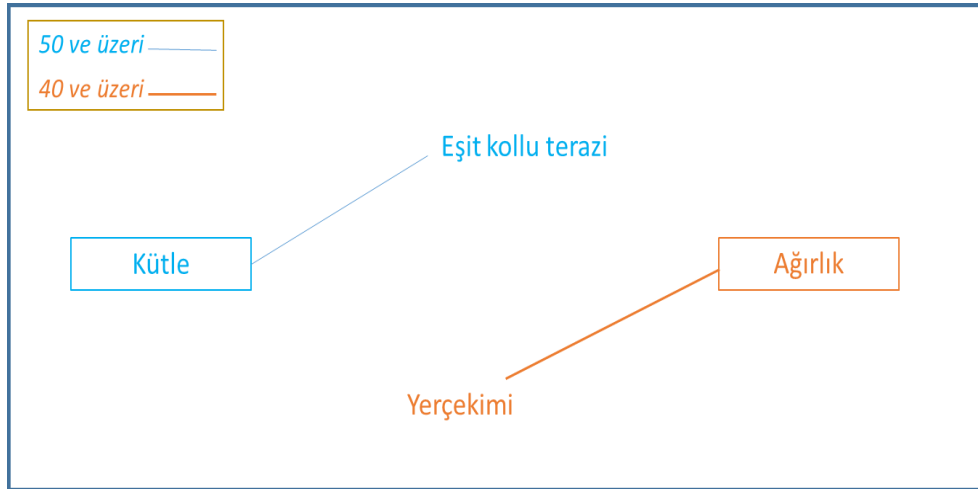 50 ve üzeri
40 ve üzeri
Eşit kollu terazi
Kütle
Ağırlık
Yerçekimi